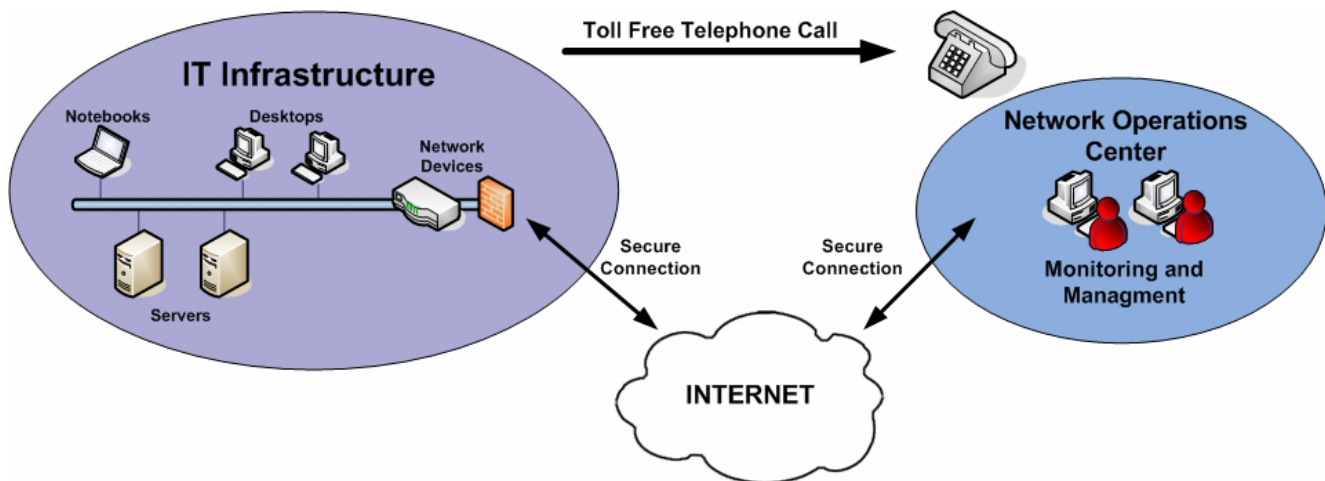 Toll Free Telephone Call
IT Infrastructure
Notebooks
Desktops
Network
Devices
Servers
Secure
Connection
INTERNET
Secure
Connection
Network Operations
Center
Monitoring and
Managment